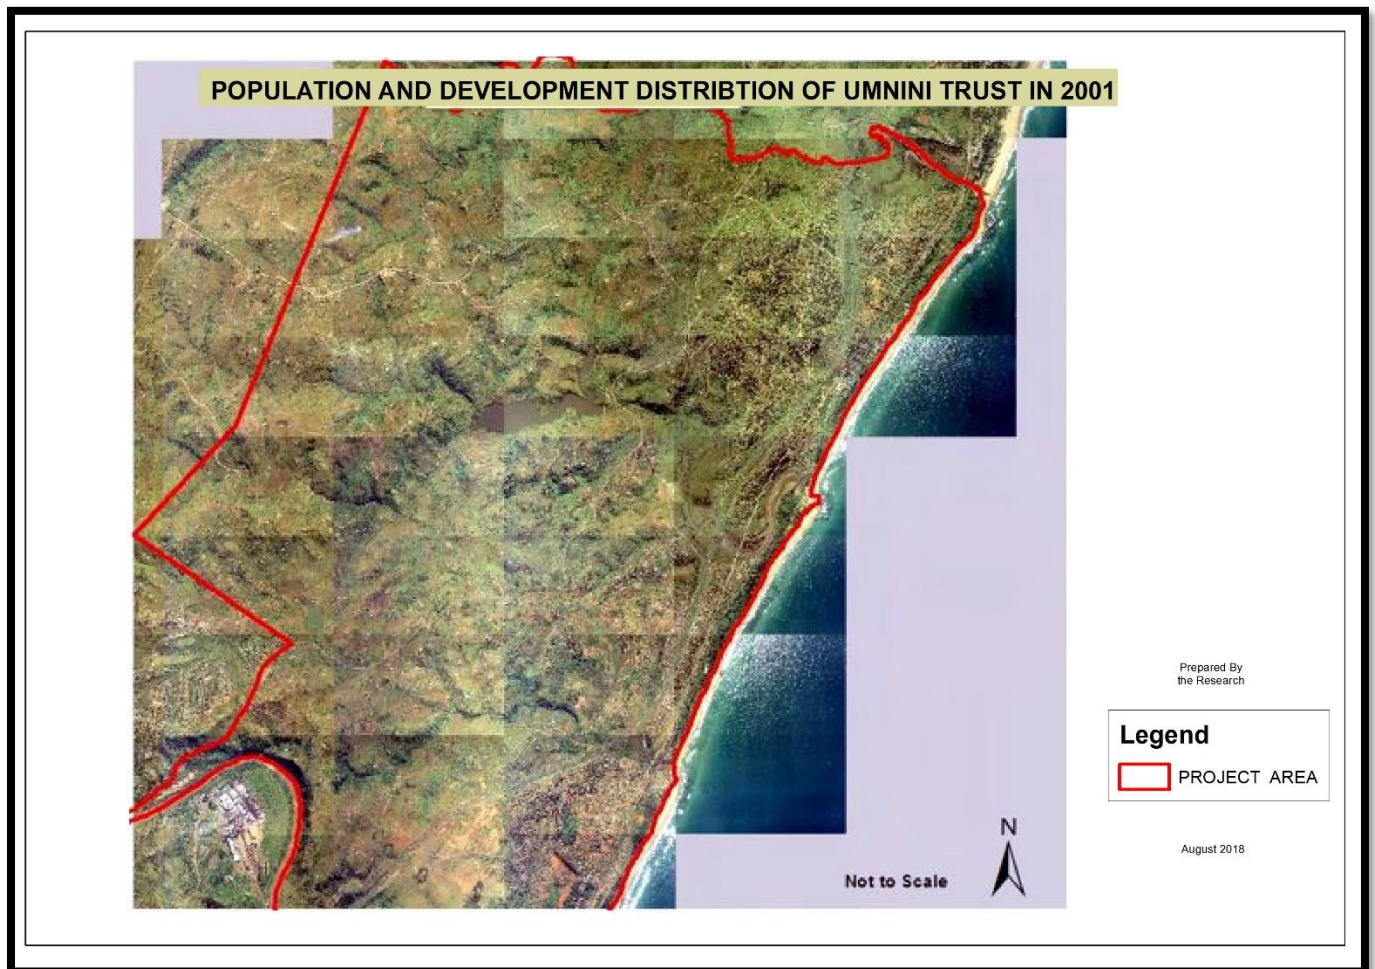 POPULATION AND DEVELOPMENT DISTRIBTION OF UMNINI TRUST IN 2001
Prepared By
the Research
Legend
PROJECT AREA
N
August 2018
Not to Scale